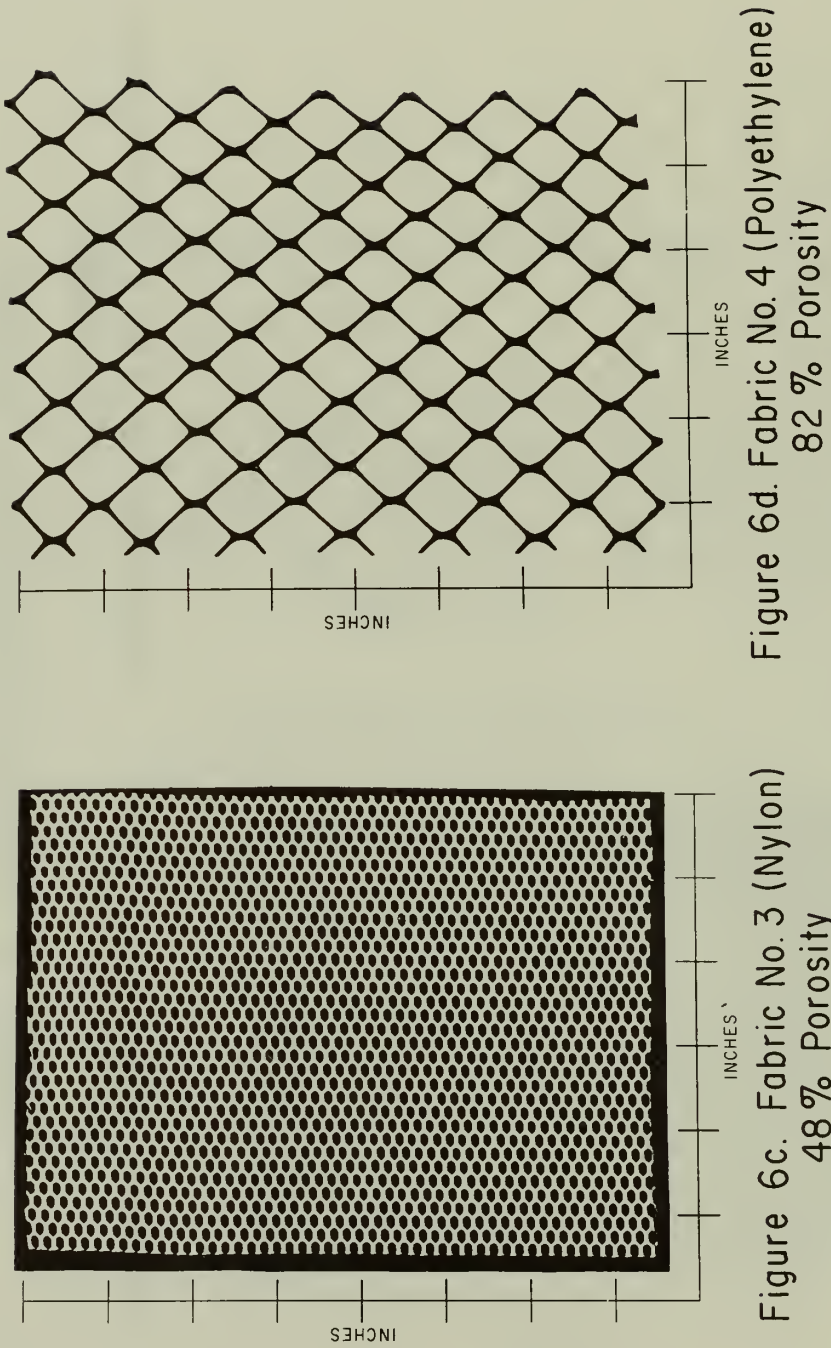 INCHES
INCHES
Figure 6c. Fabric No. 3 (Nylon)
48 % Porosity
INCHES
INCHES
Figure 6d. Fabric No. 4 (Polyethylene)
82 % Porosity